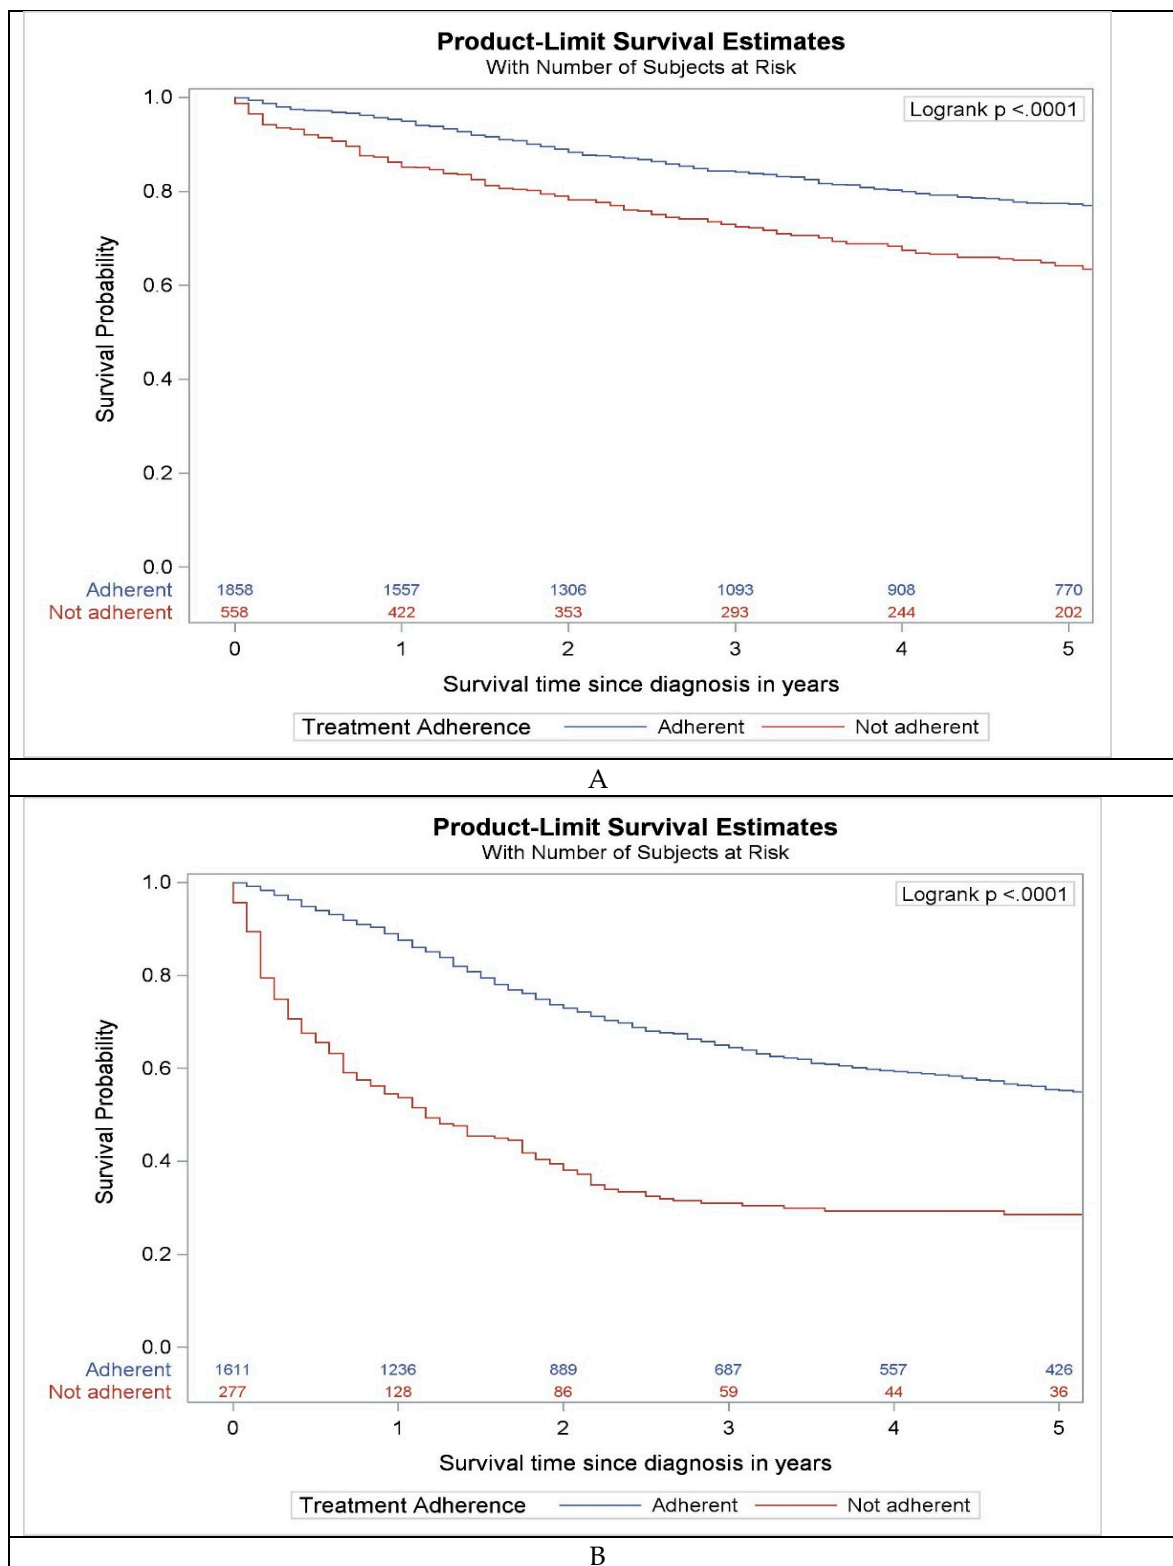 Product-Limit Survival Estimates
With Number of Subjects at Risk
Logrank p <.0001
1.0
0.8
0.6
0.4
0.2
0.0
Survival Probability
Adherent 1858 1557 1306 1093 908 770
Not adherent 558 422 353 293 244 202
0 1 2 3 4 5
Survival time since diagnosis in years
Treatment Adherence Adherent Not adherent
A
Product-Limit Survival Estimates
With Number of Subjects at Risk
Logrank p <.0001
1.0
0.8
0.6
0.4
0.2
0.0
Survival Probability
Adherent 1611 1236 889 687 557 426
Not adherent 277 128 86 59 44 36
0 1 2 3 4 5
Survival time since diagnosis in years
Treatment Adherence Adherent Not adherent
B